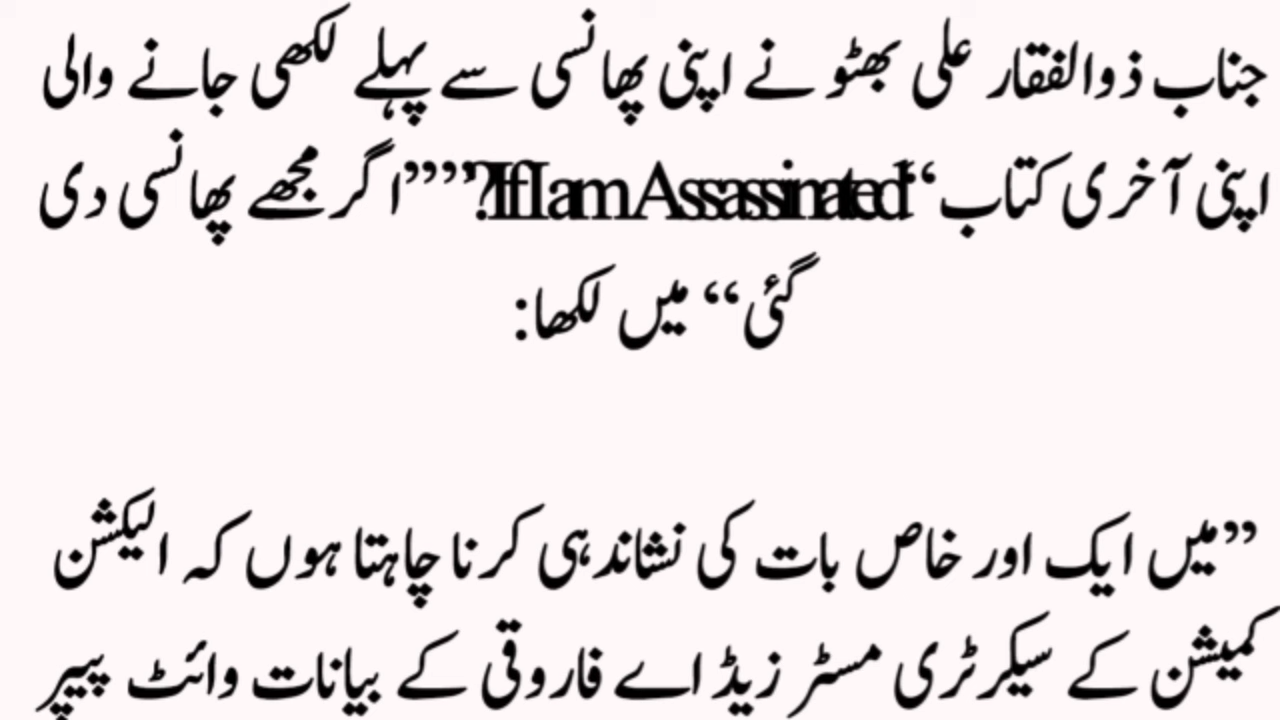 جناب ذوالفقار علی بھٹو نے اپنی پھانسی سے پہلے لکھی جانے والی
اپنی آخری کتاب “If I am Assassinated?””””اگر مجھے پھانسی دی
گئی‘‘ میں لکھا:
’’میں ایک اور خاص بات کی نشاندہی کرنا چاہتا ہوں کہ الیکشن
کمیشن کے سیکرٹری مسٹر زیڈ اے فاروقی کے بیانات وائٹ پیپر